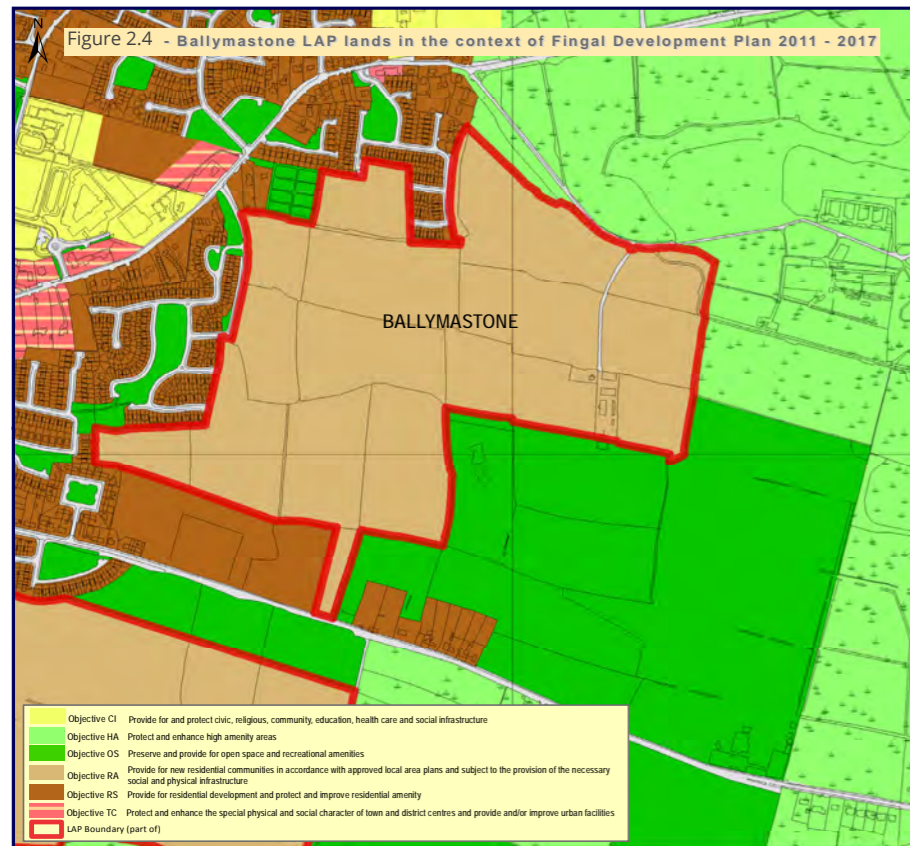 N
Figure 2.4 - Ballymastone LAP lands in the context of Fingal Development Plan 2011 - 2017
BALLYMASTONE
Objective CI Provide for and protect civic, religious, community, education, health care and social infrastructure
Objective HA Protect and enhance high amenity areas
Objective OS Preserve and provide for open space and recreational amenities
Objective RA Provide for new residential communities in accordance with approved local area plans and subject to the provision of the necessary
social and physical infrastructure
Objective RS Provide for residential development and protect and improve residential amenity
Objective TC Protect and enhance the special physical and social character of town and district centres and provide and/or improve urban facilities
LAP Boundary (part of)